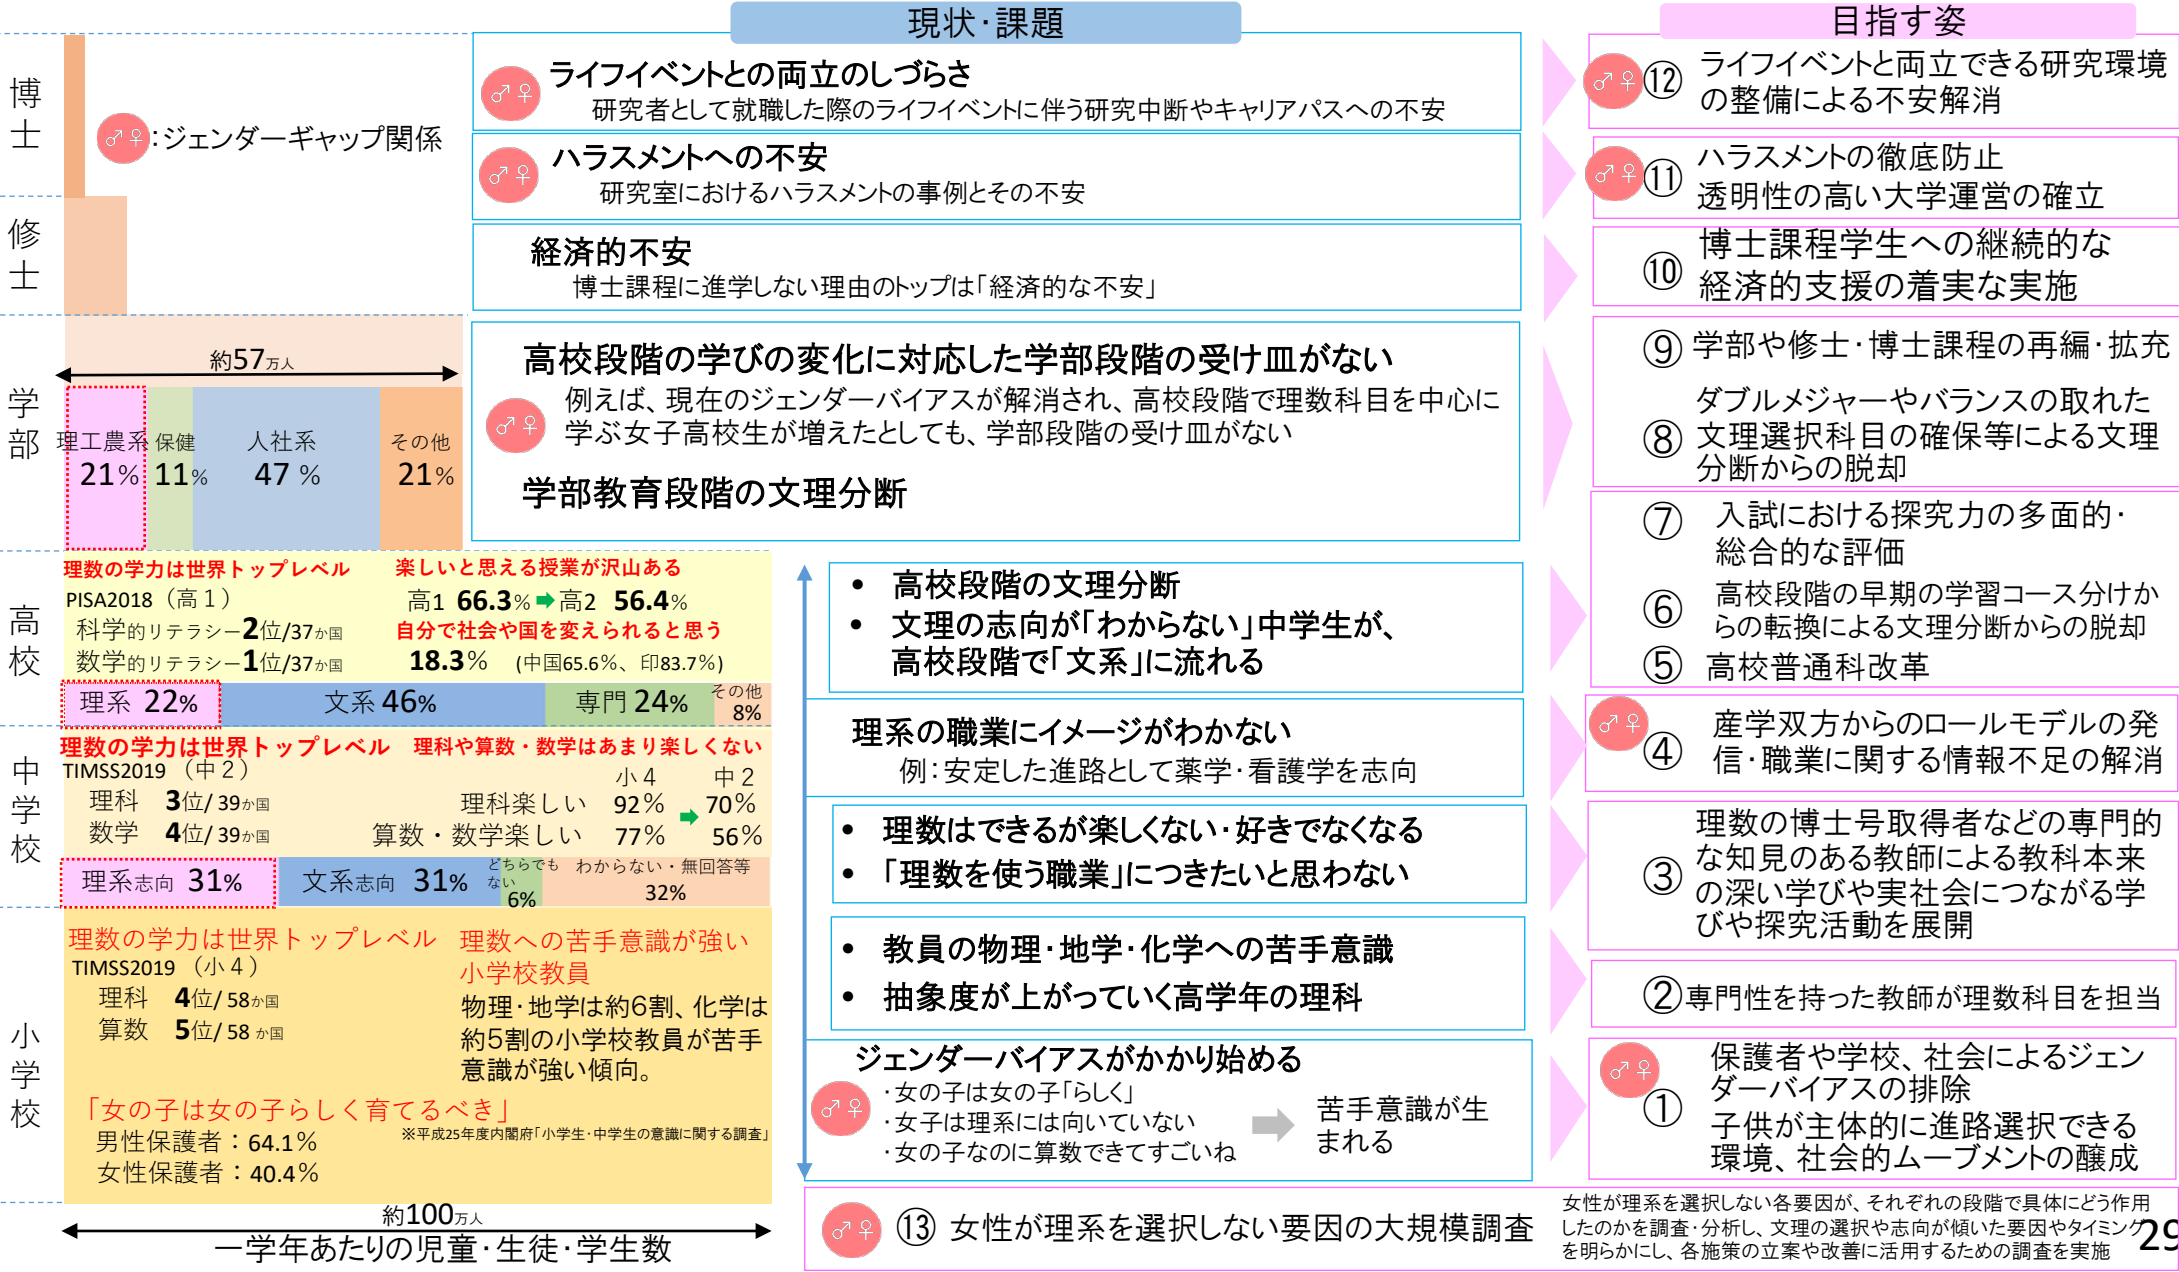 現状･課題
目指す姿
博士
♂♀:ジェンダーギャップ関係
ライフイベントとの両立のしづらさ
研究者として就職した際のライフイベントに伴う研究中断やキャリアパスへの不安
♂♀
⑫
ライフイベントと両立できる研究環境
の整備による不安解消
♂♀
ハラスメントへの不安
研究室におけるハラスメントの事例とその不安
♂♀
⑪
ハラスメントの徹底防止
透明性の高い大学運営の確立
♂♀
修士
経済的不安
博士課程に進学しない理由のトップは｢経済的な不安｣
⑩
博士課程学生への継続的な
経済的支援の着実な実施
学部
約57万人
理工農系
21%
保健
11%
人社系
47 %
その他
21%
高校段階の学びの変化に対応した学部段階の受け皿がない
例えば、現在のジェンダーバイアスが解消され、高校段階で理数科目を中心に
学ぶ女子高校生が増えたとしても、学部段階の受け皿がない
♂♀
学部教育段階の文理分断
⑨ 学部や修士･博士課程の再編･拡充
⑧
ダブルメジャーやバランスの取れた
文理選択科目の確保等による文理
分断からの脱却
高校
理数の学力は世界トップレベル
PISA2018（高１）
科学的リテラシー2位/37か国
数学的リテラシー1位/37か国
楽しいと思える授業が沢山ある
高1 66.3% 高2 56.4%
自分で社会や国を変えられると思う
18.3% (中国65.6%、印83.7%)
理系 22%
文系 46%
専門 24%
その他
8%
• 高校段階の文理分断
• 文理の志向が｢わからない｣中学生が、
高校段階で｢文系｣に流れる
⑦
入試における探究力の多面的･
総合的な評価
⑥
高校段階の早期の学習コース分けか
らの転換による文理分断からの脱却
⑤ 高校普通科改革
中学校
理数の学力は世界トップレベル
TIMSS2019 （中２）
理科 3位/ 39か国
数学 4位/ 39か国
理科や算数・数学はあまり楽しくない
小４ 中２
理科楽しい 92% 70%
算数・数学楽しい 77% 56%
理系志向 31%
文系志向 31%
どちらでも
ない
6%
わからない・無回答等
32%
理系の職業にイメージがわかない
例：安定した進路として薬学･看護学を志向
♂♀
④
産学双方からのロールモデルの発
信･職業に関する情報不足の解消
• 理数はできるが楽しくない･好きでなくなる
• ｢理数を使う職業｣につきたいと思わない
③
理数の博士号取得者などの専門的
な知見のある教師による教科本来
の深い学びや実社会につながる学
びや探究活動を展開
小学校
理数の学力は世界トップレベル
TIMSS2019 （小４）
理科 4位/ 58か国
算数 5位/ 58 か国
理数への苦手意識が強い
小学校教員
物理･地学は約6割、化学は
約5割の小学校教員が苦手
意識が強い傾向。
「女の子は女の子らしく育てるべき」
男性保護者：64.1%
女性保護者：40.4%
※平成25年度内閣府｢小学生･中学生の意識に関する調査｣
• 教員の物理･地学･化学への苦手意識
• 抽象度が上がっていく高学年の理科
②専門性を持った教師が理数科目を担当
ジェンダーバイアスがかかり始める
♂♀
･女の子は女の子｢らしく｣
･女子は理系には向いていない
･女の子なのに算数できてすごいね
苦手意識が生
まれる
♂♀
①
保護者や学校、社会によるジェン
ダーバイアスの排除
子供が主体的に進路選択できる
環境、社会的ムーブメントの醸成
約100万人
一学年あたりの児童･生徒･学生数
♂♀
⑬ 女性が理系を選択しない要因の大規模調査
女性が理系を選択しない各要因が、それぞれの段階で具体にどう作用
したのかを調査･分析し、文理の選択や志向が傾いた要因やタイミング
を明らかにし、各施策の立案や改善に活用するための調査を実施
29